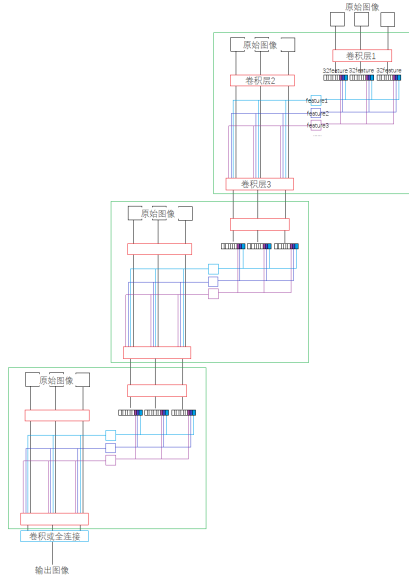 原始图像
原始图像
卷积层1
32feature 32feature 32feature
卷积层2
feature1
feature2
feature3
卷积层3
原始图像
原始图像
卷积或全连接
输出图像